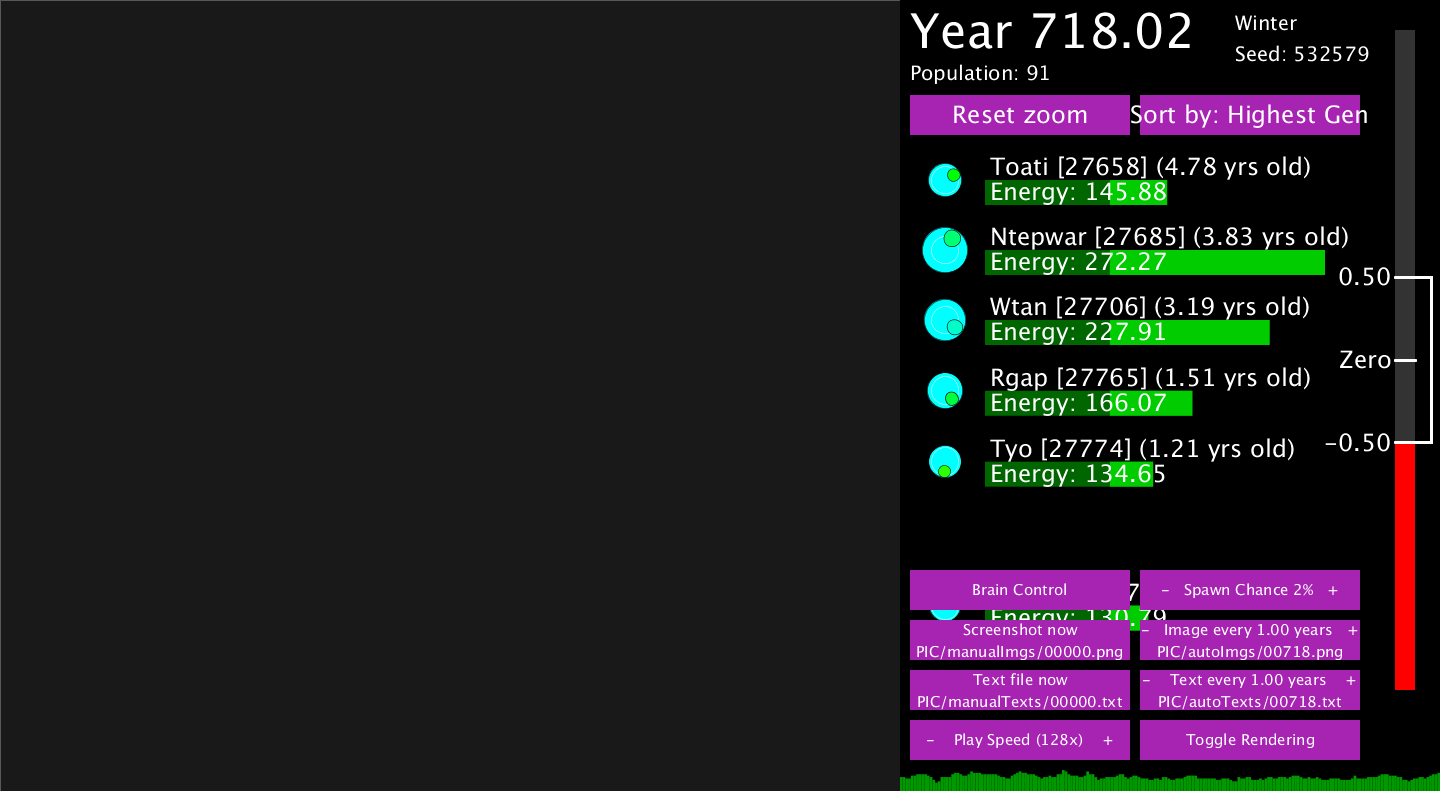 Year 718.02
Winter
Seed: 532579
Population: 91
Reset zoom
Sort by: Highest Gen
Toati [27658] (4.78 yrs old)
Energy: 145.88
Ntepwar [27685] (3.83 yrs old)
Energy: 272.27
0.50
Wtan [27706] (3.19 yrs old)
Energy: 227.91
Zero
Rgap [27765] (1.51 yrs old)
Energy: 166.07
-0.50
Tyo [27774] (1.21 yrs old)
Energy: 134.65
Brain Control
- Spawn Chance 2% +
Energy: 130.79
Screenshot now
PIC/manualImgs/00000.png
- Image every 1.00 years +
PIC/autoImgs/00718.png
Text file now
PIC/manualTexts/00000.txt
- Text every 1.00 years +
PIC/autoTexts/00718.txt
- Play Speed (128x) +
Toggle Rendering